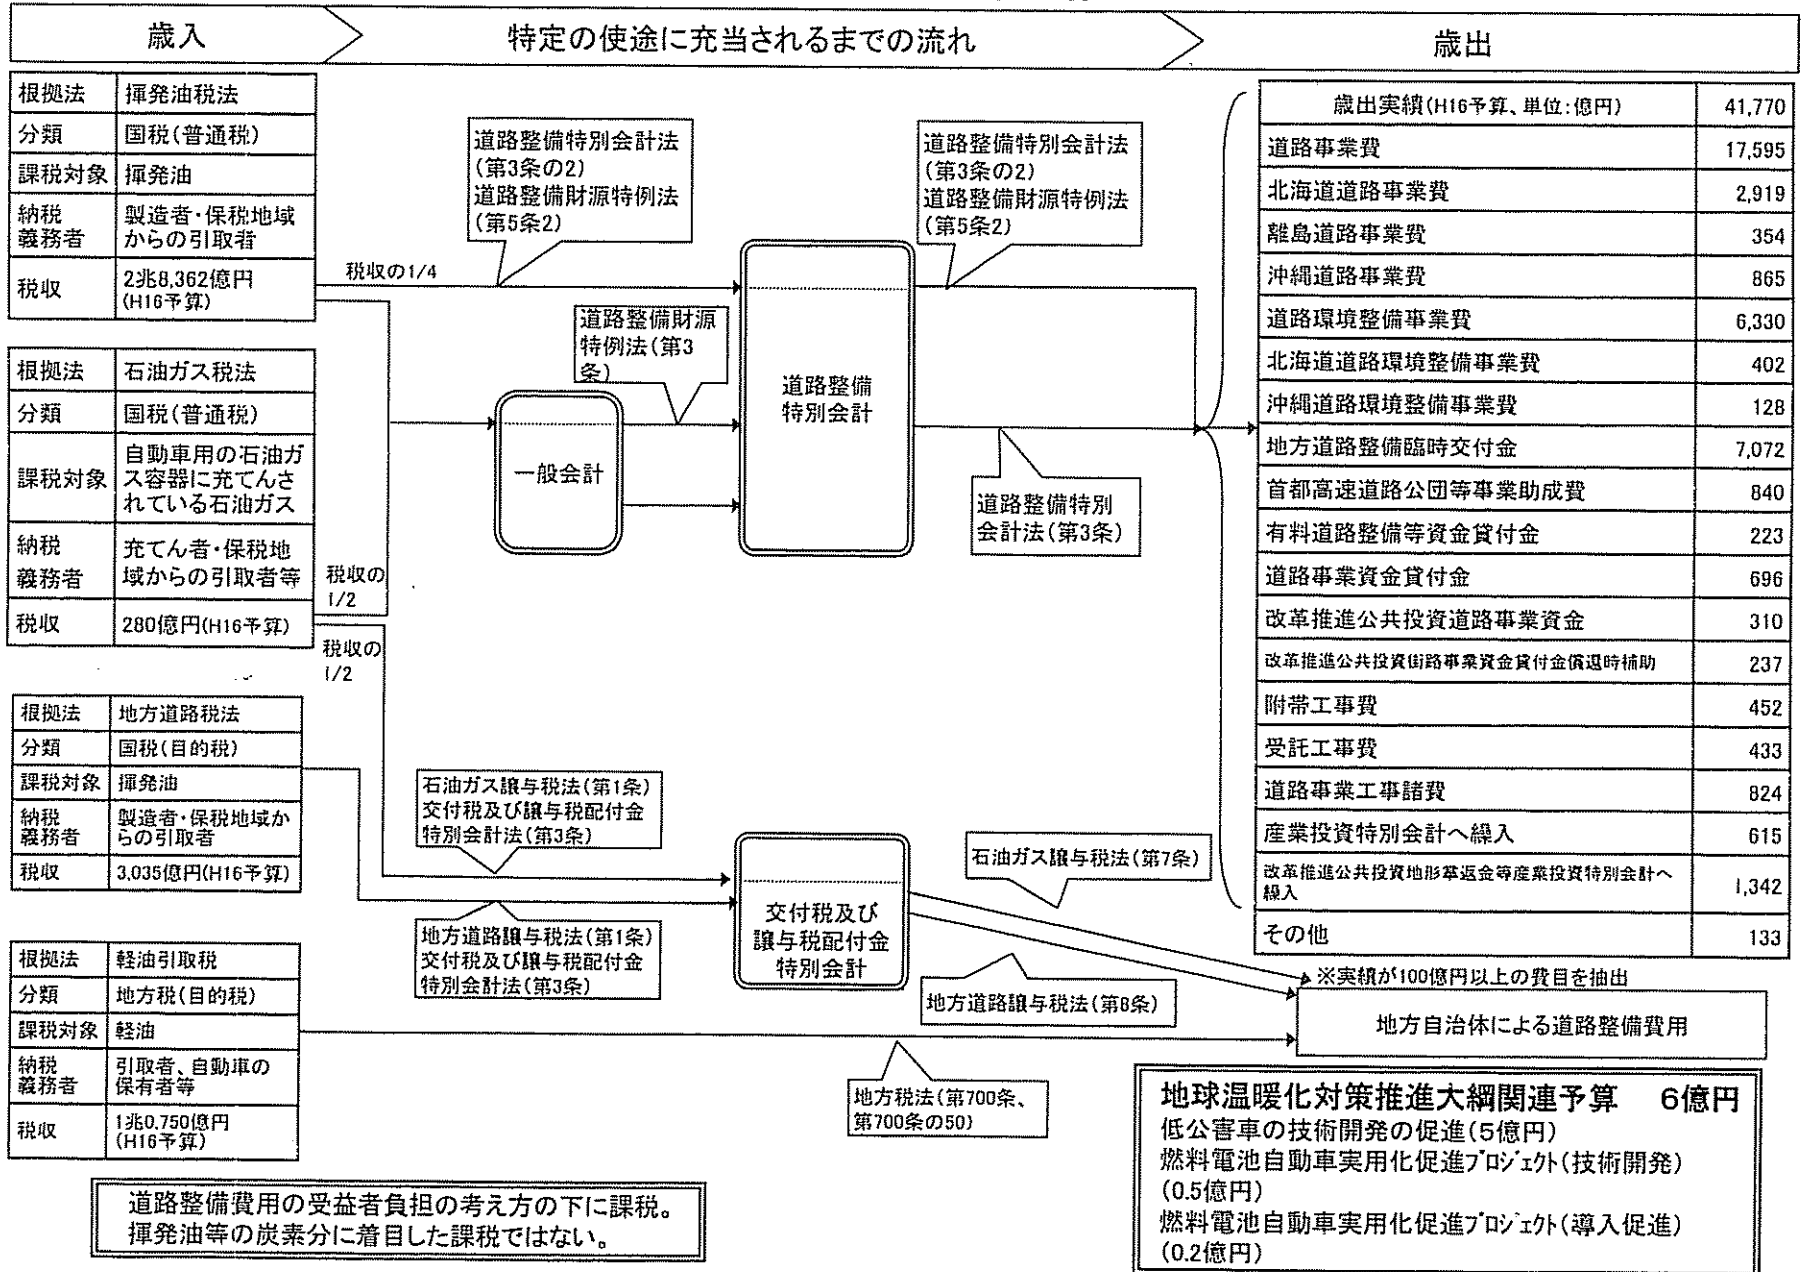 歳入
特定の使途に充当されるまでの流れ
歳出
根拠法 揮発油税法
分類 国税(普通税)
課税対象 揮発油
納税 製造者・保税地域
義務者 からの引取者
税収 2兆8,362億円
(H16予算)
根拠法 石油ガス税法
分類 国税(普通税)
課税対象 自動車用の石油ガ
ス容器に充てんさ
れている石油ガス
納税 充てん者・保税地
義務者 域からの引取者等
税収 280億円(H16予算)
根拠法 地方道路税法
分類 国税(目的税)
課税対象 揮発油
納税 製造者・保税地域か
義務者 らの引取者
税収 3,035億円(H16予算)
根拠法 軽油引取税
分類 地方税(目的税)
課税対象 軽油
納税 引取者、自動車の
義務者 保有者等
税収 1兆0,750億円
(H16予算)
税収の1/4
税収の
1/2
税収の
1/2
道路整備特別会計法
(第3条の2)
道路整備財源特例法
(第5条2)
道路整備財源
特例法(第3
条)
一般会計
道路整備
特別会計
道路整備特別会計法
(第3条の2)
道路整備財源特例法
(第5条2)
道路整備特別
会計法(第3条)
石油ガス譲与税法(第1条)
交付税及び譲与税配付金
特別会計法(第3条)
地方道路譲与税法(第1条)
交付税及び譲与税配付金
特別会計法(第3条)
交付税及び
譲与税配付金
特別会計
石油ガス譲与税法(第7条)
地方道路譲与税法(第8条)
地方税法(第700条、
第700条の50)
歳出実績(H16予算、単位:億円) 41,770
道路事業費 17,595
北海道道路事業費 2,919
離島道路事業費 354
沖縄道路事業費 865
道路環境整備事業費 6,330
北海道道路環境整備事業費 402
沖縄道路環境整備事業費 128
地方道路整備臨時交付金 7,072
首都高速道路公団等事業助成費 840
有料道路整備等資金貸付金 223
道路事業資金貸付金 696
改革推進公共投資道路事業資金 310
改革推進公共投資街路事業資金貸付金償還時補助 237
附帯工事費 452
受託工事費 433
道路事業工事諸費 824
産業投資特別会計へ繰入 615
改革推進公共投資地形革返金等産業投資特別会計へ
繰入 1,342
その他 133
※実績が100億円以上の費目を抽出
地方自治体による道路整備費用
道路整備費用の受益者負担の考え方の下に課税。
揮発油等の炭素分に着目した課税ではない。
地球温暖化対策推進大綱関連予算 6億円
低公害車の技術開発の促進(5億円)
燃料電池自動車実用化促進プロジェクト(技術開発)
(0.5億円)
燃料電池自動車実用化促進プロジェクト(導入促進)
(0.2億円)